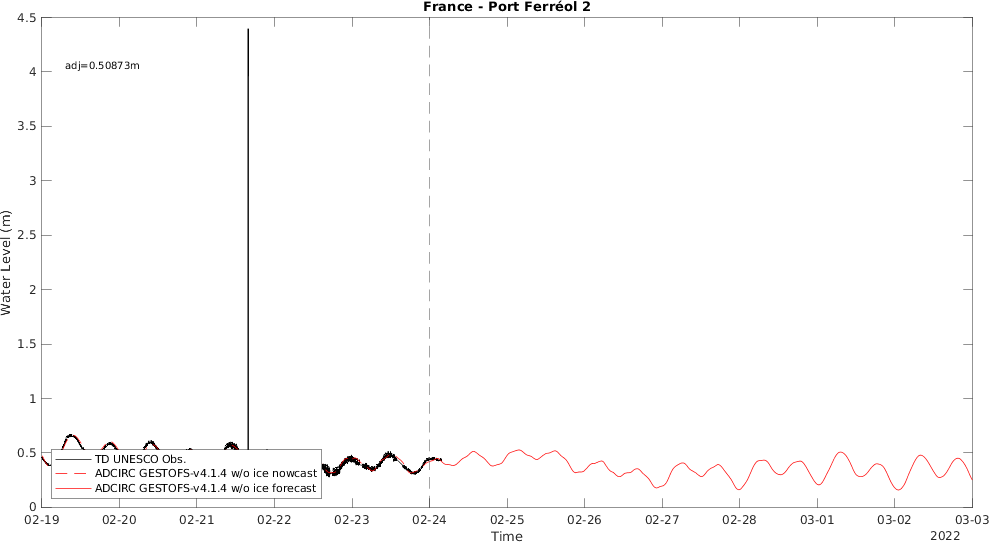 France - Port Ferréol 2
4.5
4
3.5
3
2.5
2
1.5
1
0.5
0
Water Level (m)
adj=0.50873m
TD UNESCO Obs.
ADCIRC GESTOFS-v4.1.4 w/o ice nowcast
ADCIRC GESTOFS-v4.1.4 w/o ice forecast
02-19 02-20 02-21 02-22 02-23 02-24 02-25 02-26 02-27 02-28 03-01 03-02 03-03
Time
2022